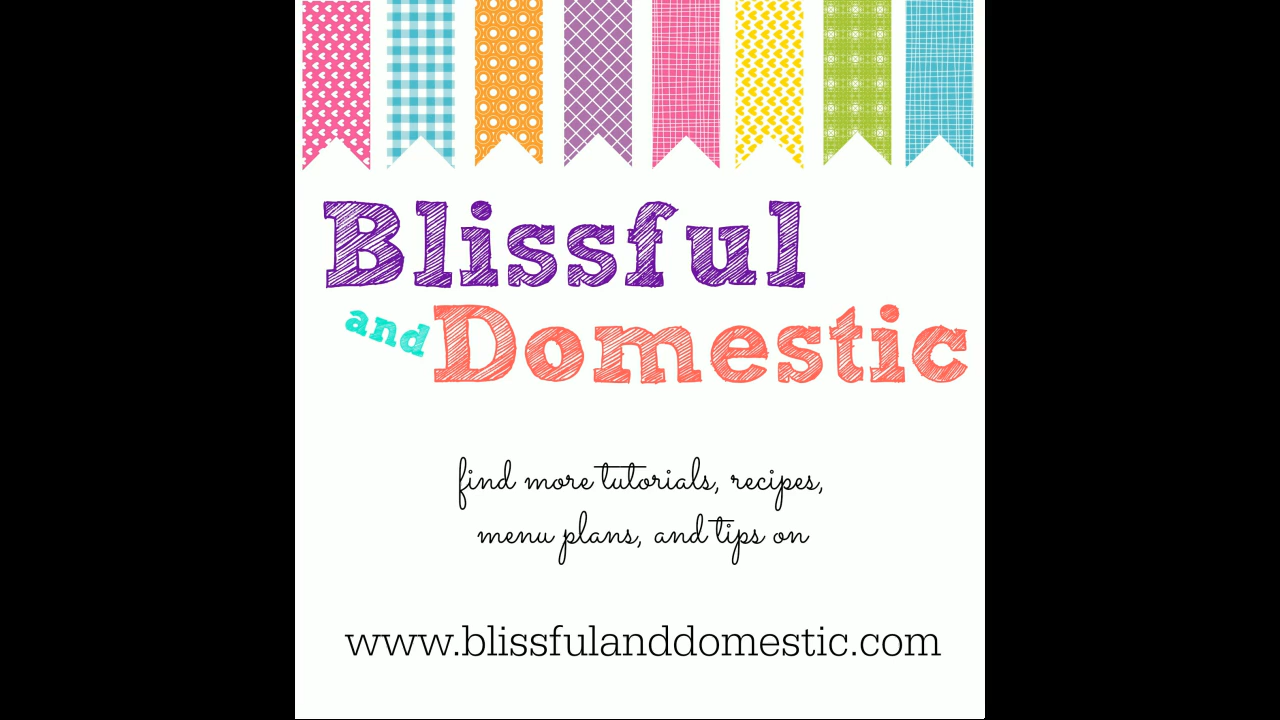 Blissful
and Domestic
find more tutorials, recipes,
menu plans, and tips on
www.blissfulanddomestic.com